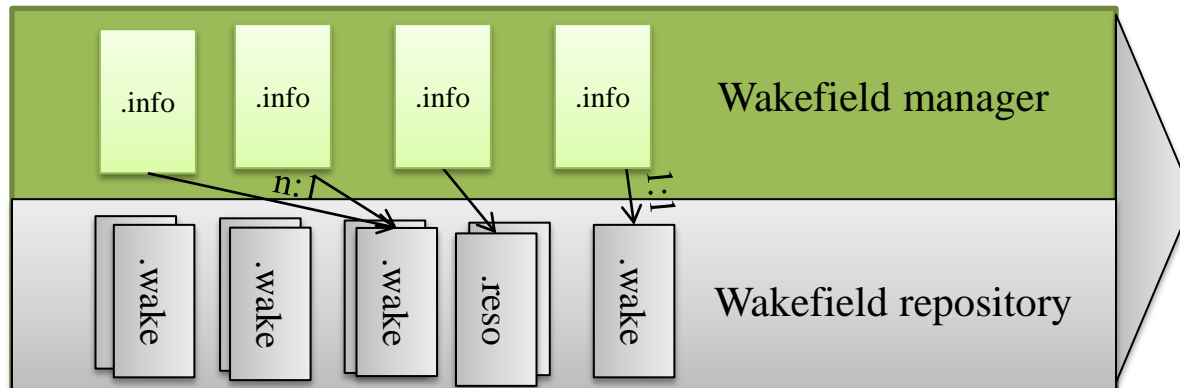 .info
.info
.info
.info
Wakefield manager
n:1
1:1
.wake
.wake
.wake
.reso
.wake
Wakefield repository